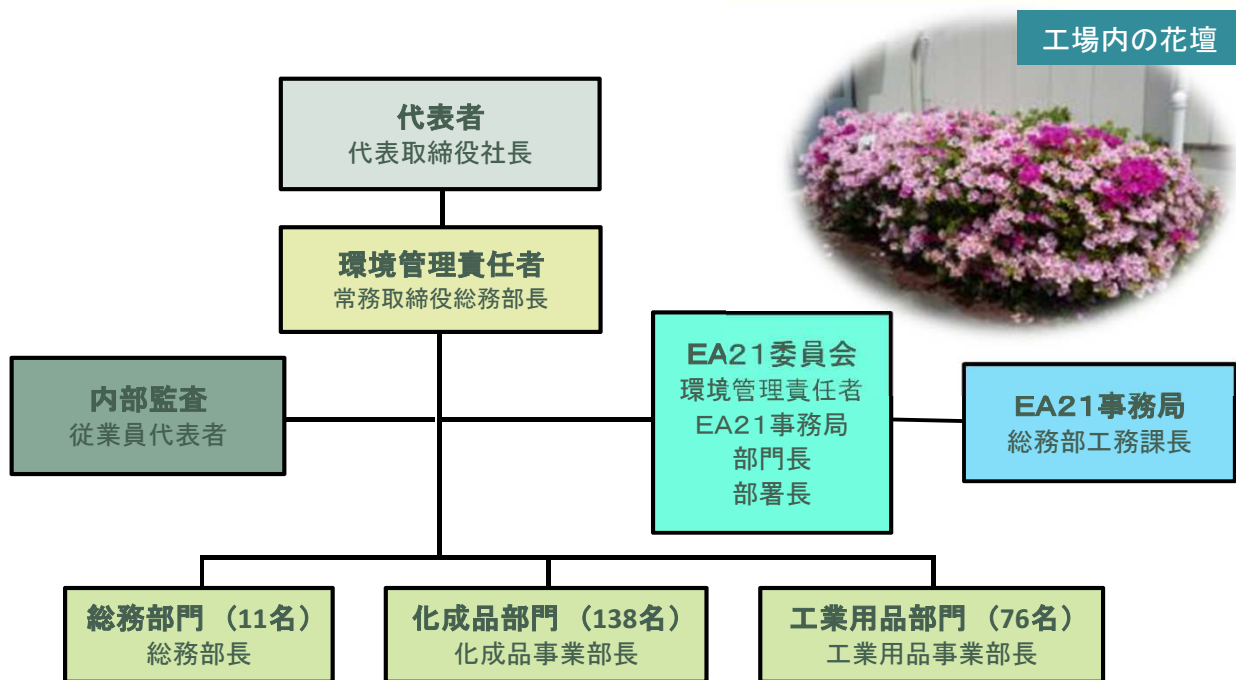 工場内の花壇
代表者
代表取締役社長
環境管理責任者
常務取締役総務部長
内部監査
従業員代表者
EA21委員会
環境管理責任者
EA21事務局
部門長
部署長
EA21事務局
総務部工務課長
総務部門 (11名)
総務部長
化成品部門 (138名)
化成品事業部長
工業用品部門 (76名)
工業用品事業部長